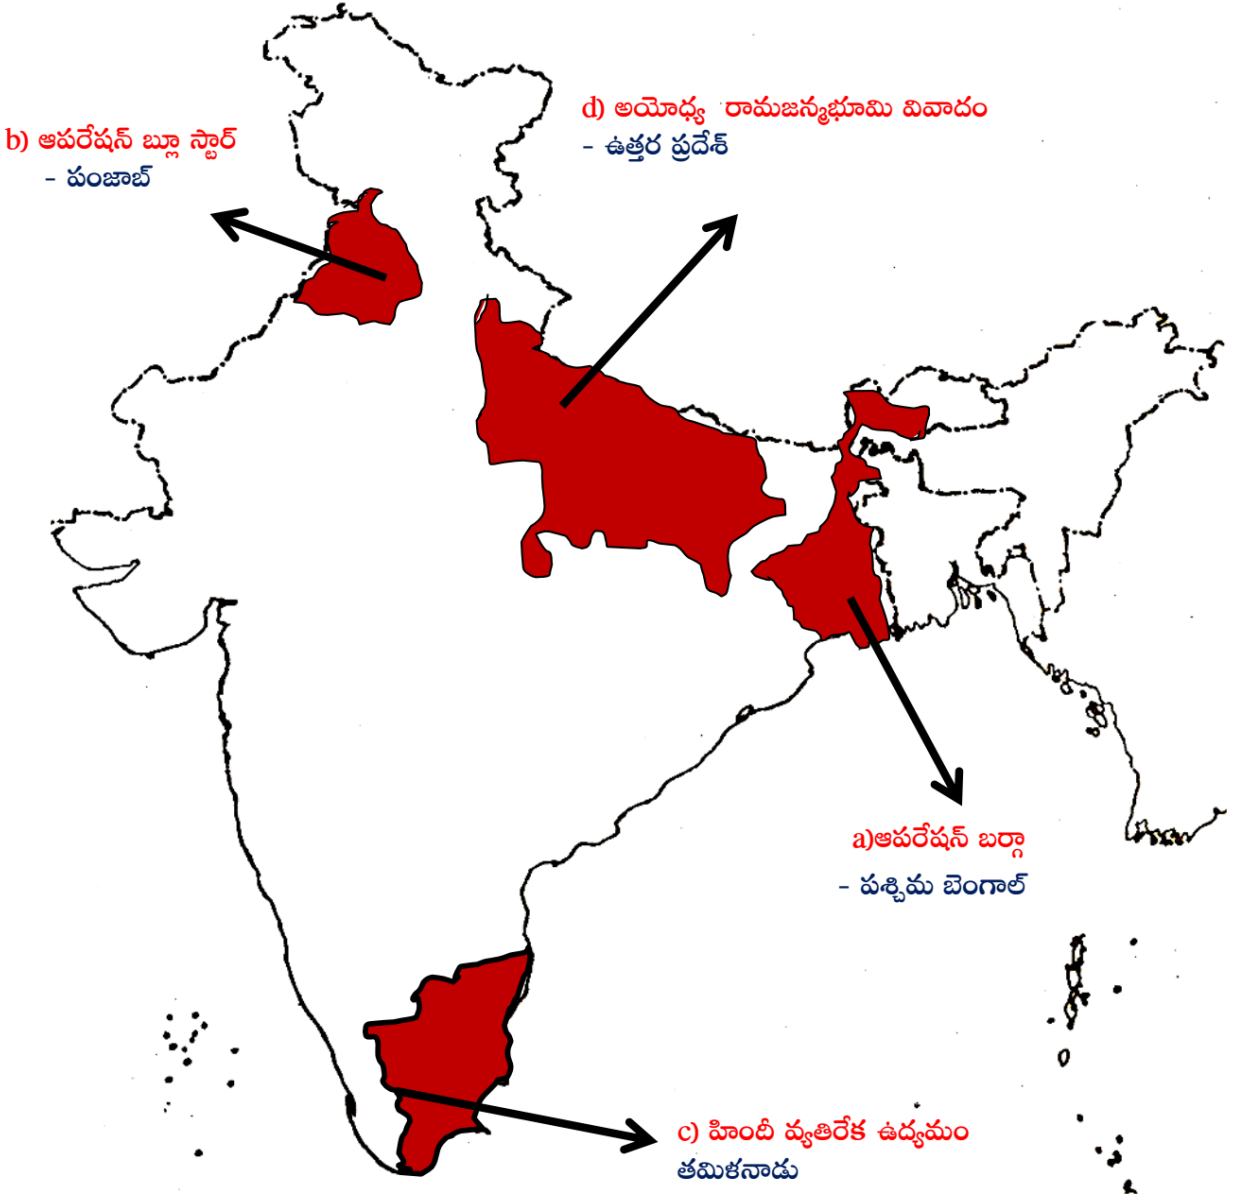 d) అయోధ్య రామజన్మభూమి వివాదం
- ఉత్తర ప్రదేశ్
b) ఆపరేషన్ బ్లూ స్టార్
- పంజాబ్
a)ఆపరేషన్ బర్గా
- పశ్చిమ బెంగాల్
c) హిందీ వ్యతిరేక ఉద్యమం
తమిళనాడు